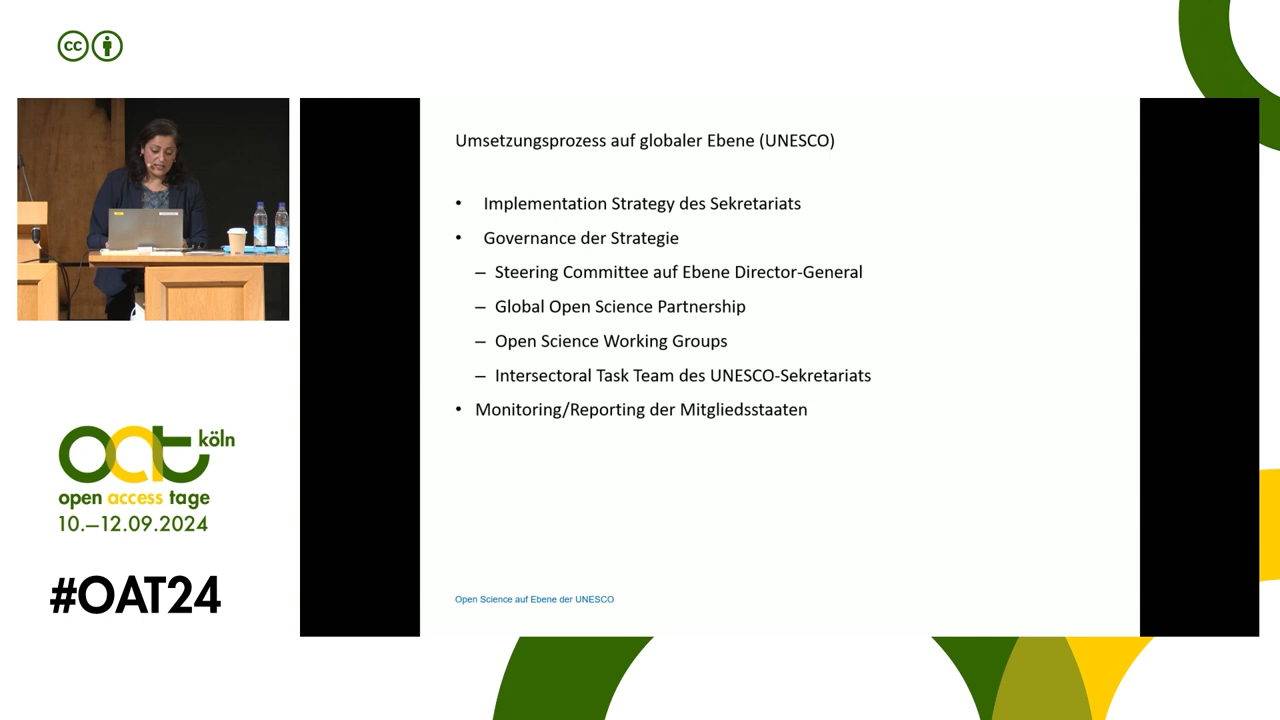 cc
Umsetzungsprozess auf globaler Ebene (UNESCO)
• Implementation Strategy des Sekretariats
• Governance der Strategie
– Steering Committee auf Ebene Director-General
– Global Open Science Partnership
– Open Science Working Groups
– Intersectoral Task Team des UNESCO-Sekretariats
• Monitoring/Reporting der Mitgliedsstaaten
Open Science auf Ebene der UNESCO
oat köln
open access tage
10.–12.09.2024
#OAT24